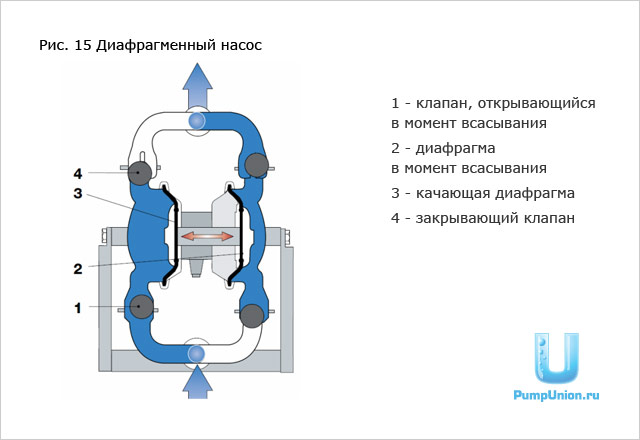 Рис. 15 Диафрагменный насос
4
3
2
1
1 - клапан, открывающийся
в момент всасывания
2 - диафрагма
в момент всасывания
3 - качающая диафрагма
4 - закрывающий клапан
U
PumpUnion.ru